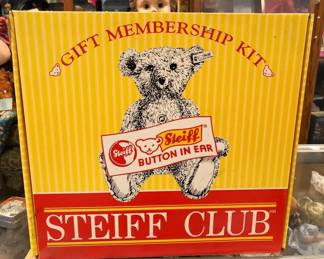 GIFT MEMBERSHIP KIT
Steiff
Steiff
BUTTON IN EAR
STEIFF CLUB